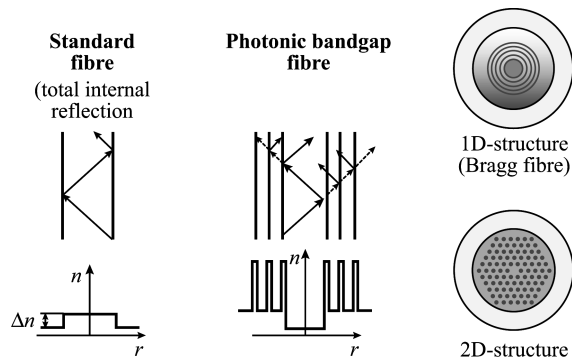 Standard
fibre
(total internal
reflection
Photonic bandgap
fibre
1D-structure
(Bragg fibre)
n
Δn
r
n
r
2D-structure